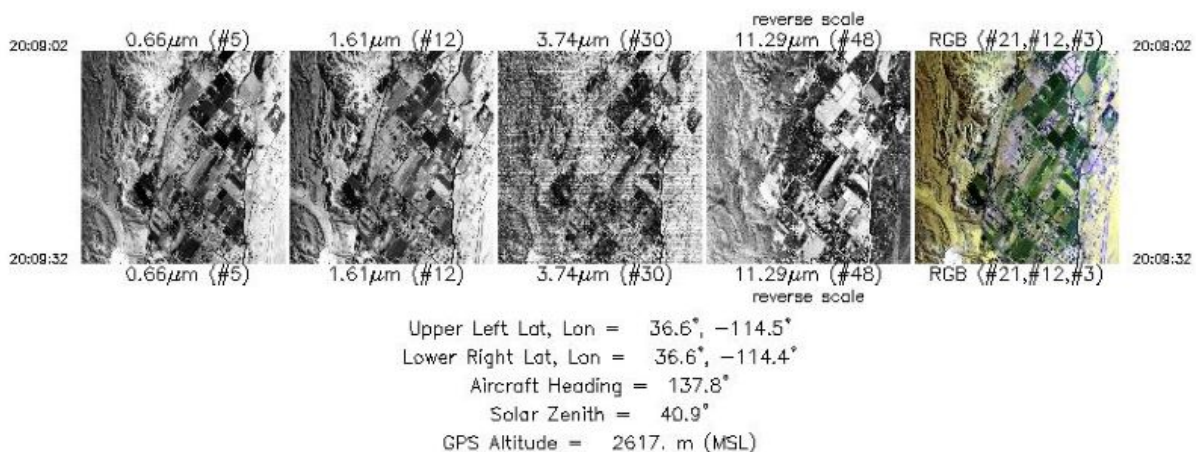 reverse scale
20:09:02 0.66μm (#5) 1.61μm (#12) 3.74μm (#30) 11.29μm (#48) RGB (#21,#12,#3) 20:09:02
20:09:32 0.66μm (#5) 1.61μm (#12) 3.74μm (#30) 11.29μm (#48) RGB (#21,#12,#3) 20:09:32
reverse scale
Upper Left Lat, Lon = 36.6°, -114.5°
Lower Right Lat, Lon = 36.6°, -114.4°
Aircraft Heading = 137.8°
Solar Zenith = 40.9°
GPS Altitude = 2617. m (MSL)